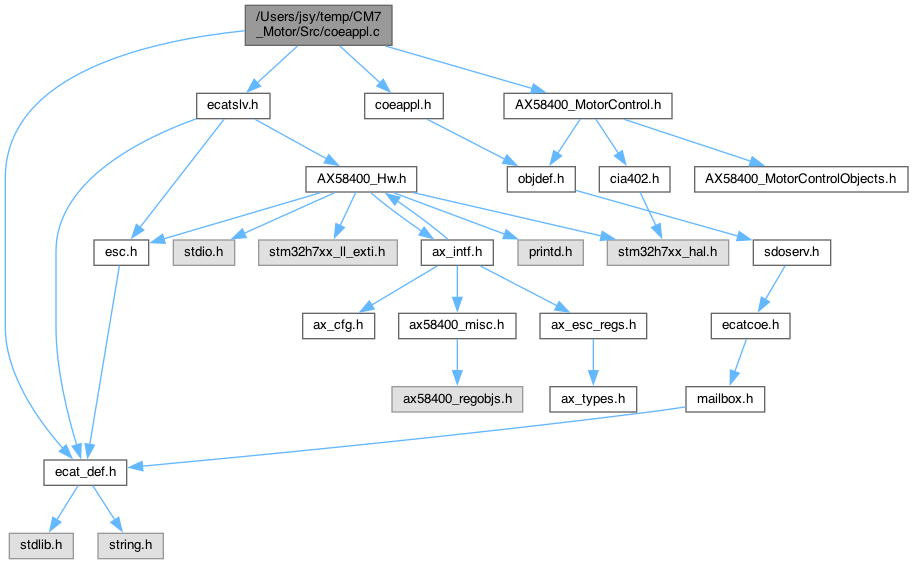 /Users/jsy/temp/CM7
_Motor/Src/coeappl.c
ecatslv.h
coeappl.h
AX58400_MotorControl.h
AX58400_Hw.h
objdef.h
cia402.h
AX58400_MotorControlObjects.h
esc.h
stdio.h
stm32h7xx_ll_exti.h
ax_intf.h
printd.h
stm32h7xx_hal.h
sdoserv.h
ax_cfg.h
ax58400_misc.h
ax_esc_regs.h
ecatcoe.h
ax58400_regobjs.h
ax_types.h
mailbox.h
ecat_def.h
stdlib.h
string.h